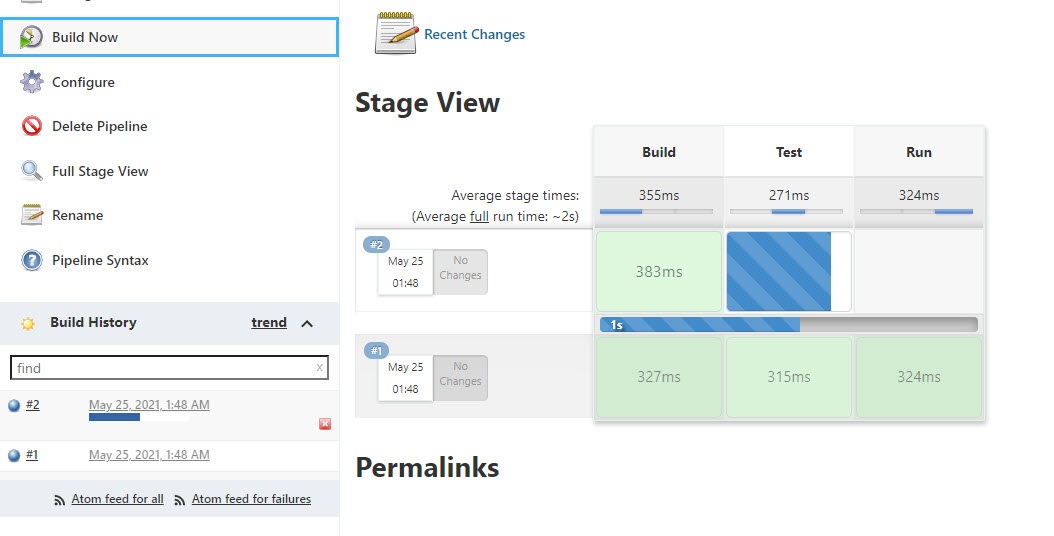 Build Now
Configure
Delete Pipeline
Full Stage View
Rename
Pipeline Syntax
Build History trend
find x
#2 May 25, 2021, 1:48 AM
#1 May 25, 2021, 1:48 AM
Atom feed for all Atom feed for failures
Recent Changes
Stage View
Build Test Run
Average stage times: 355ms 271ms 324ms
(Average full run time: ~2s)
#2
May 25 No
Changes
01:48
383ms
1s
#1
May 25 No
Changes
01:48
327ms 315ms 324ms
Permalinks